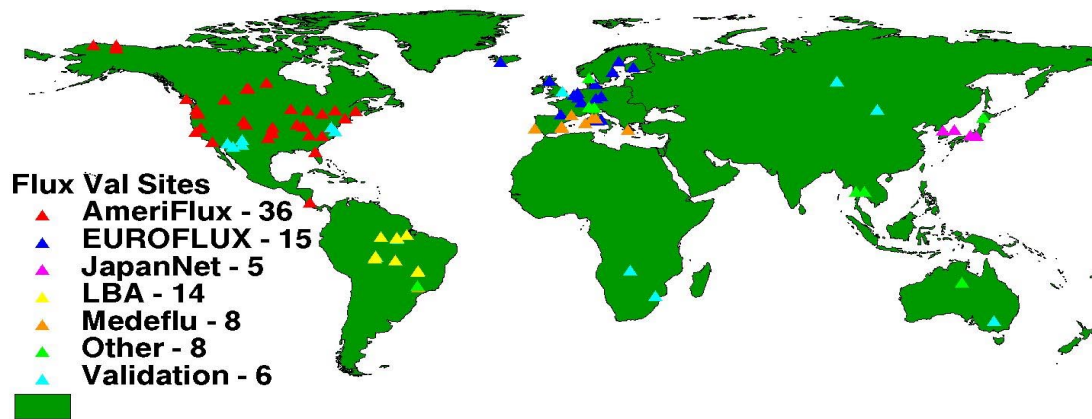 Flux Val Sites
AmeriFlux - 36
EUROFLUX - 15
JapanNet - 5
LBA - 14
Medeflu - 8
Other - 8
Validation - 6